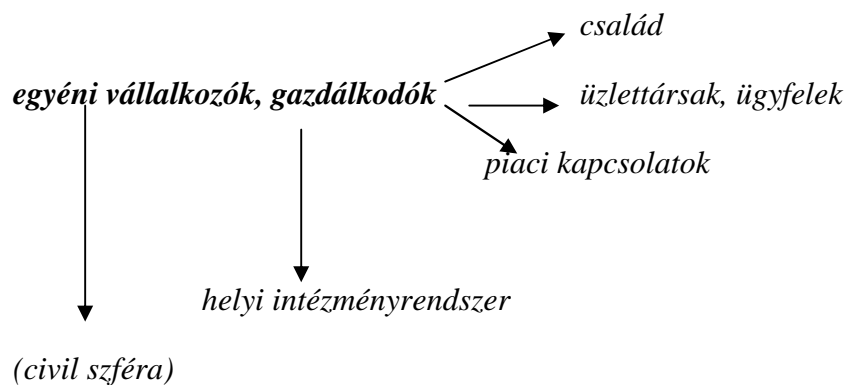 család
egyéni vállalkozók, gazdálkodók
üzlettársak, ügyfelek
piaci kapcsolatok
helyi intézményrendszer
(civil szféra)